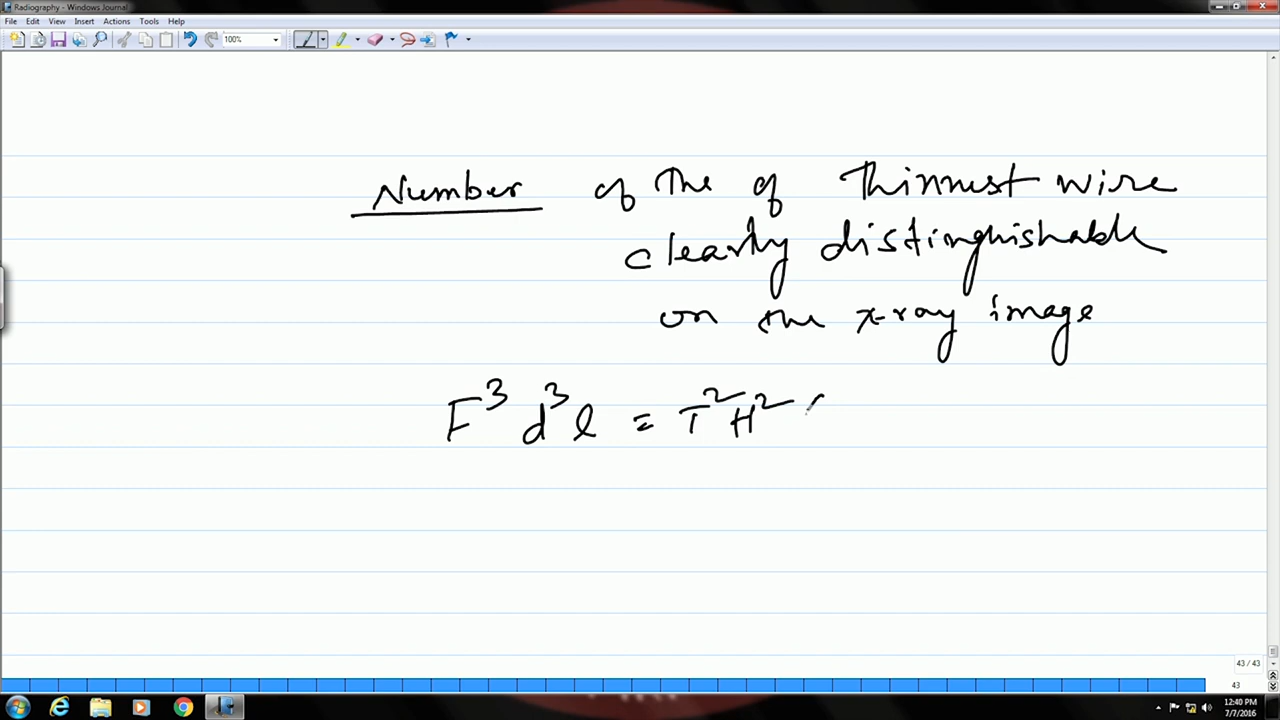 Radiography - Windows Journal
File Edit View Insert Actions Tools Help
100%
Number of the of Thinnest wire
clearly distinguishable
on the x-ray image
F³ d³ l = T² H² (
43 / 43
43
12:40 PM
7/7/2016